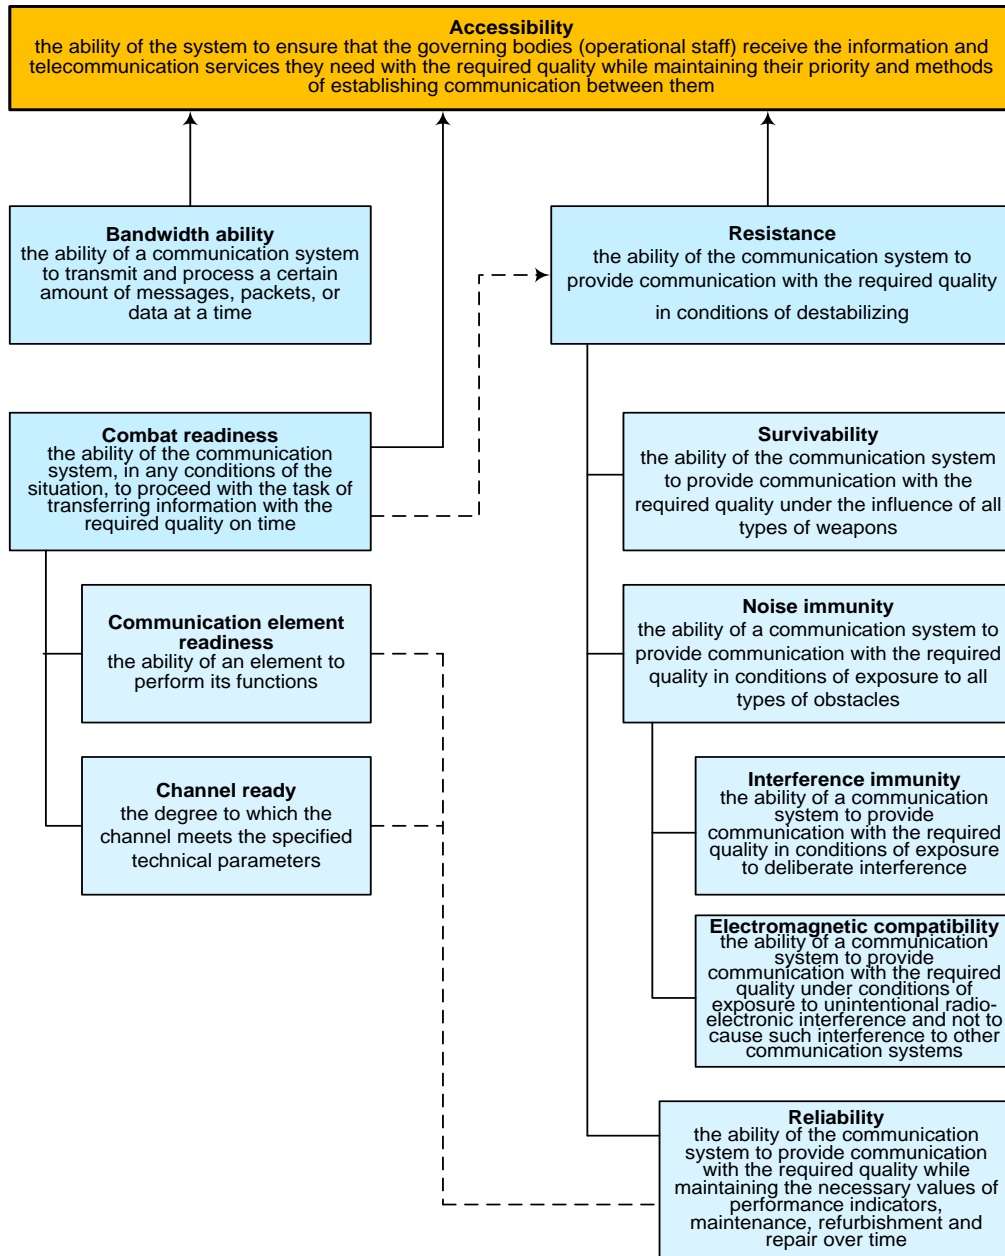 Accessibility
the ability of the system to ensure that the governing bodies (operational staff) receive the information and
telecommunication services they need with the required quality while maintaining their priority and methods
of establishing communication between them
Bandwidth ability
the ability of a communication system
to transmit and process a certain
amount of messages, packets, or
data at a time
Resistance
the ability of the communication system to
provide communication with the required quality
in conditions of destabilizing
Combat readiness
the ability of the communication
system, in any conditions of the
situation, to proceed with the task of
transferring information with the
required quality on time
Survivability
the ability of the communication system
to provide communication with the
required quality under the influence of all
types of weapons
Communication element
readiness
the ability of an element to
perform its functions
Noise immunity
the ability of a communication system to
provide communication with the required
quality in conditions of exposure to all
types of obstacles
Channel ready
the degree to which the
channel meets the specified
technical parameters
Interference immunity
the ability of a communication
system to provide
communication with the required
quality in conditions of exposure
to deliberate interference
Electromagnetic compatibility
the ability of a communication
system to provide
communication with the required
quality under conditions of
exposure to unintentional radio-
electronic interference and not to
cause such interference to other
communication systems
Reliability
the ability of the communication
system to provide communication
with the required quality while
maintaining the necessary values of
performance indicators,
maintenance, refurbishment and
repair over time